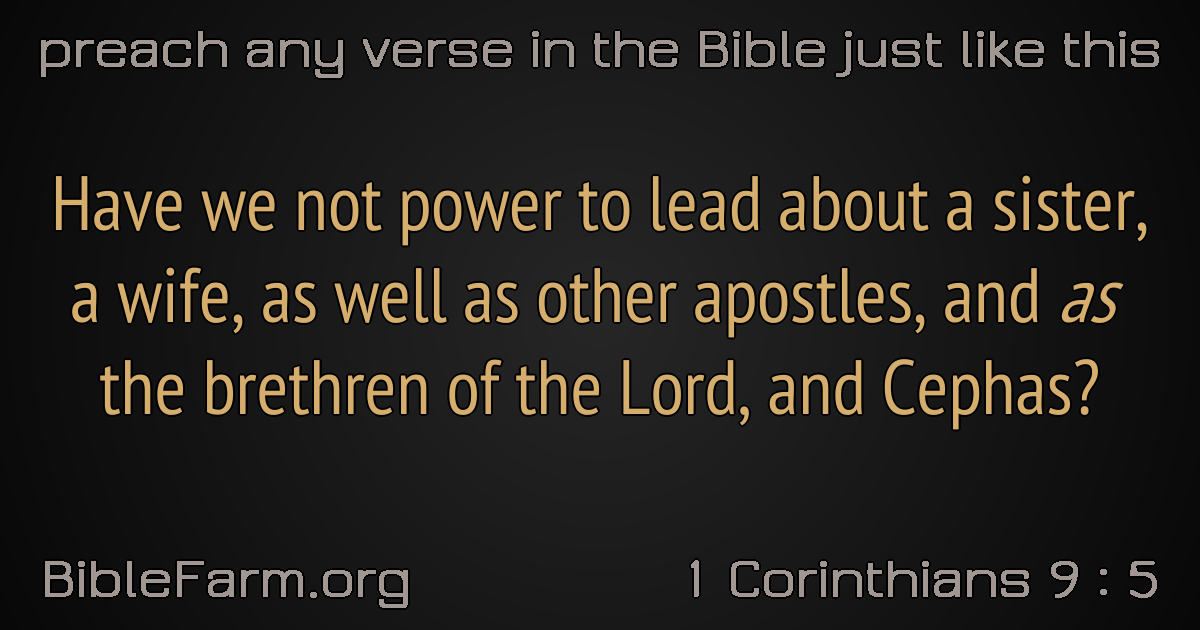 preach any verse in the Bible just like this
Have we not power to lead about a sister,
a wife, as well as other apostles, and as
the brethren of the Lord, and Cephas?
BibleFarm.org
1 Corinthians 9 : 5